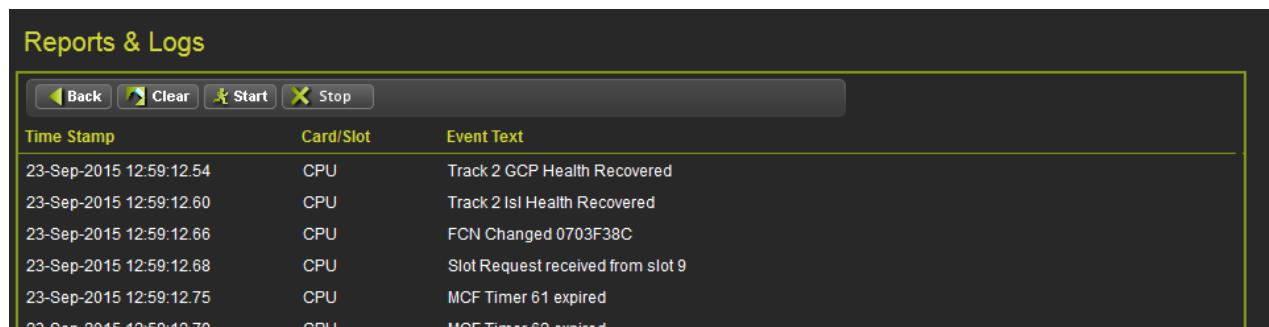 Reports & Logs
Back Clear Start Stop
Time Stamp Card/Slot Event Text
23-Sep-2015 12:59:12.54 CPU Track 2 GCP Health Recovered
23-Sep-2015 12:59:12.60 CPU Track 2 Isl Health Recovered
23-Sep-2015 12:59:12.66 CPU FCN Changed 0703F38C
23-Sep-2015 12:59:12.68 CPU Slot Request received from slot 9
23-Sep-2015 12:59:12.75 CPU MCF Timer 61 expired